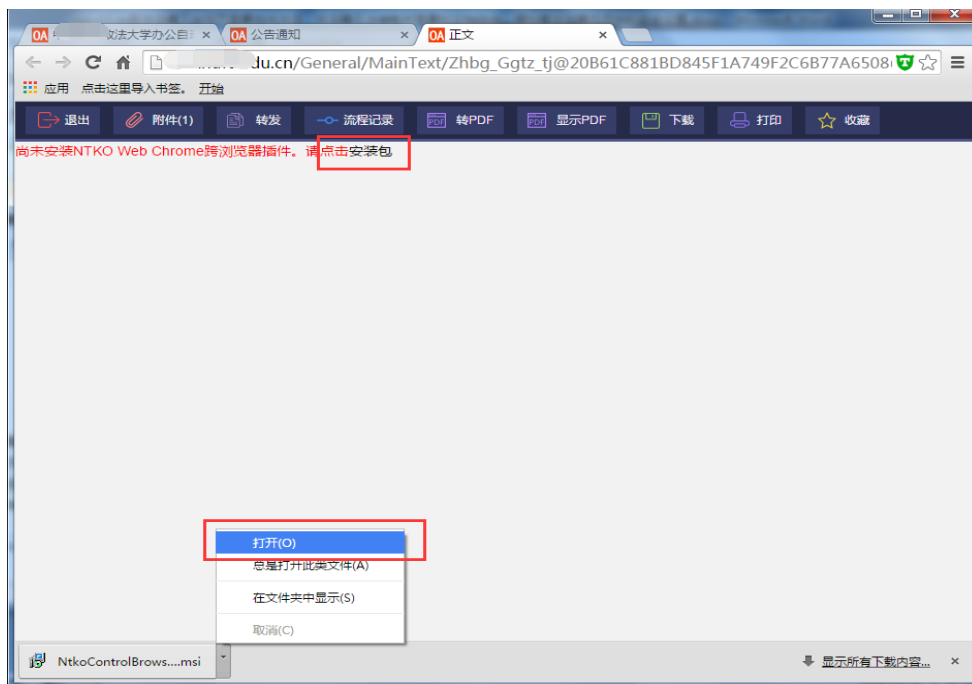 OA 法大学办公自 × OA 公告通知 × OA 正文 ×
du.cn/General/MainText/Zhbg_Ggtz_tj@20B61C881BD845F1A749F2C6B77A6508
应用 点击这里导入书签。 开始
退出 附件(1) 转发 流程记录 PDF 转PDF PDF 显示PDF 下载 打印 收藏
尚未安装NTKO Web Chrome跨浏览器插件。请点击安装包
打开(O)
总是打开此类文件(A)
在文件夹中显示(S)
取消(C)
NtkoControlBrows....msi 显示所有下载内容... ×